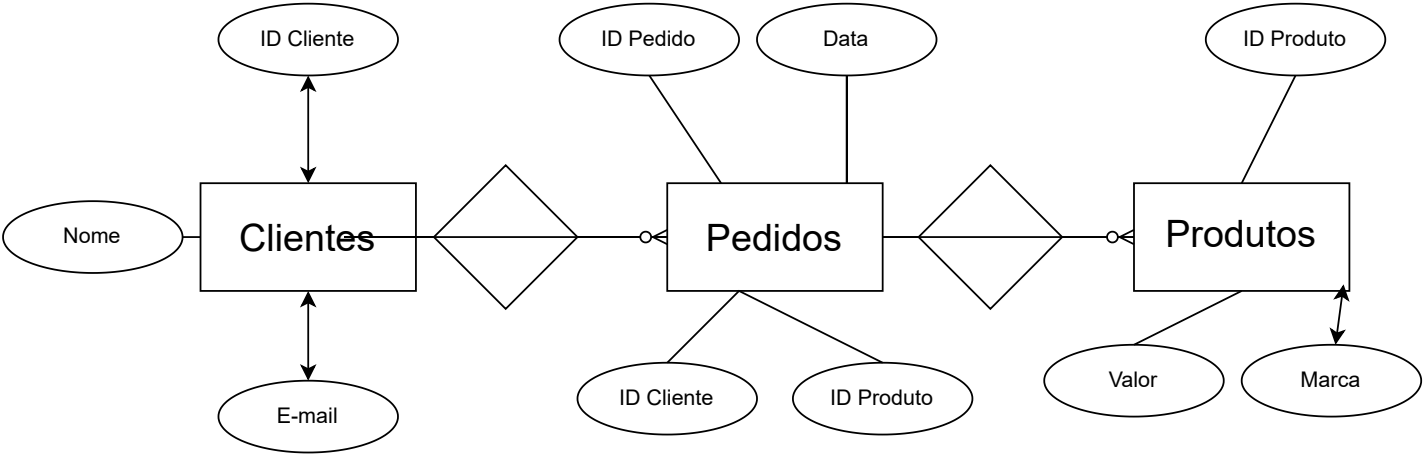 ID Cliente
ID Pedido
Data
ID Produto
Nome
Clientes
Pedidos
Produtos
E-mail
ID Cliente
ID Produto
Valor
Marca